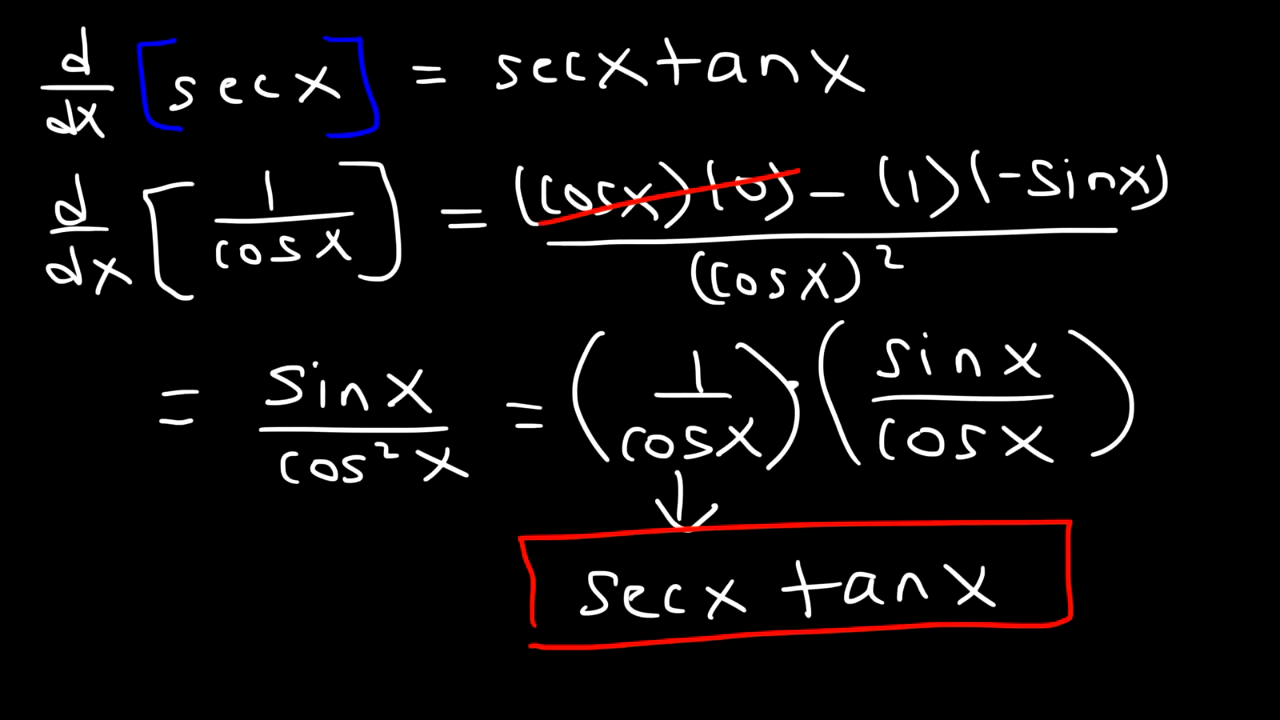 d/dx [sec x] = sec x tan x
d/dx [1/cos x] = ((cos x)(0) - (1)(-sin x))/(cos x)²
= sin x/cos² x = (1/cos x) · (sin x/cos x)
↓
sec x tan x